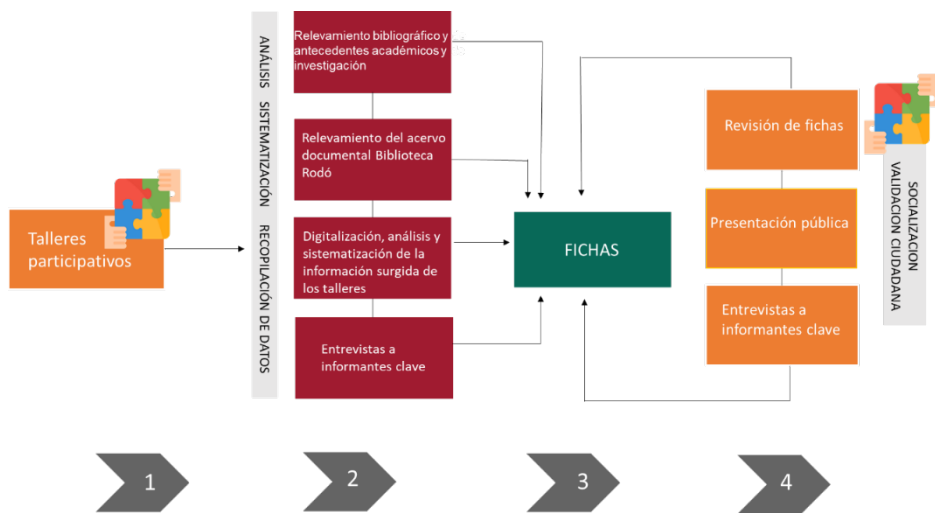 Talleres
participativos
ANÁLISIS SISTEMATIZACIÓN RECOPILACIÓN DE DATOS
Relevamiento bibliográfico y
antecedentes académicos y
investigación
Relevamiento del acervo
documental Biblioteca
Rodó
Digitalización, análisis y
sistematización de la
información surgida de
los talleres
Entrevistas a
informantes clave
FICHAS
Revisión de fichas
Presentación pública
Entrevistas a
informantes clave
SOCIALIZACION
VALIDACION CIUDADANA
1
2
3
4